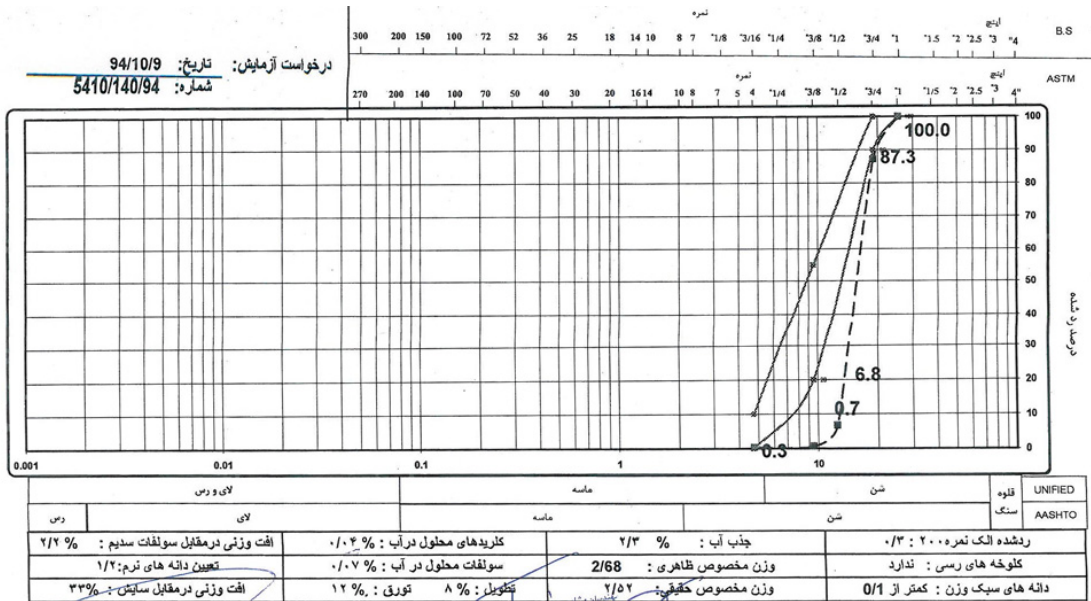 نمره
اینچ
B.S
300 200 150 100 72 52 36 25 18 14 10 8 7 "1/8 "3/16 "1/4 "3/8 "1/2 "3/4 "1 "1.5 "2 "2.5 "3 "4
درخواست آزمایش: تاریخ: 94/10/9
شماره: 5410/140/94
نمره
اینچ
ASTM
270 200 140 100 70 50 40 30 20 16 14 10 8 7 5 4 "1/4 "3/8 "1/2 "3/4 "1 "1/5 "2 "2.5 "3 4"
100
100.0
90
87.3
80
70
60
50
40
30
درصد رد شده
20
6.8
10
0.7
0
0.3
0.001 0.01 0.1 1 10
لای و رس ماسه شن قلوه سنگ UNIFIED
رس لای ماسه شن AASHTO
ردشده الک نمره ۲۰۰ : ۰/۳ جذب آب : % ۲/۳ کلریدهای محلول درآب : % ۰/۰۴ افت وزنی درمقابل سولفات سدیم : % ۲/۲
کلوخه های رسی : ندارد وزن مخصوص ظاهری : 2/68 سولفات محلول در آب : % ۰/۰۷ تعیین دانه های نرم: ۱/۲
دانه های سبک وزن : کمتر از 0/1 وزن مخصوص حقیقی: ۲/۵۲ تطویل : % ۸ تورق : % ۱۲ افت وزنی درمقابل سایش : % ۳۳